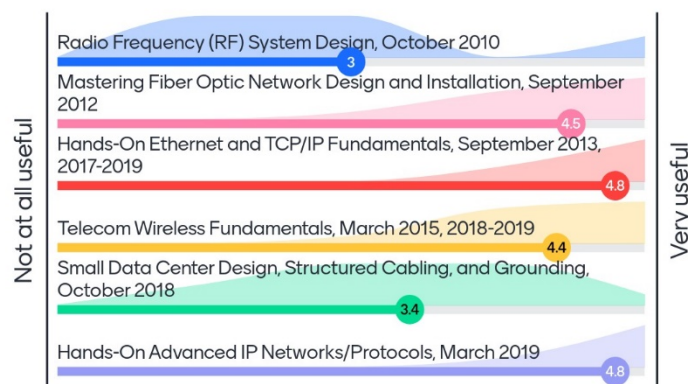 Radio Frequency (RF) System Design, October 2010
3
Mastering Fiber Optic Network Design and Installation, September
2012
4.5
Hands-On Ethernet and TCP/IP Fundamentals, September 2013,
2017-2019
4.8
Telecom Wireless Fundamentals, March 2015, 2018-2019
4.4
Small Data Center Design, Structured Cabling, and Grounding,
October 2018
3.4
Hands-On Advanced IP Networks/Protocols, March 2019
4.8
Not at all useful
Very useful